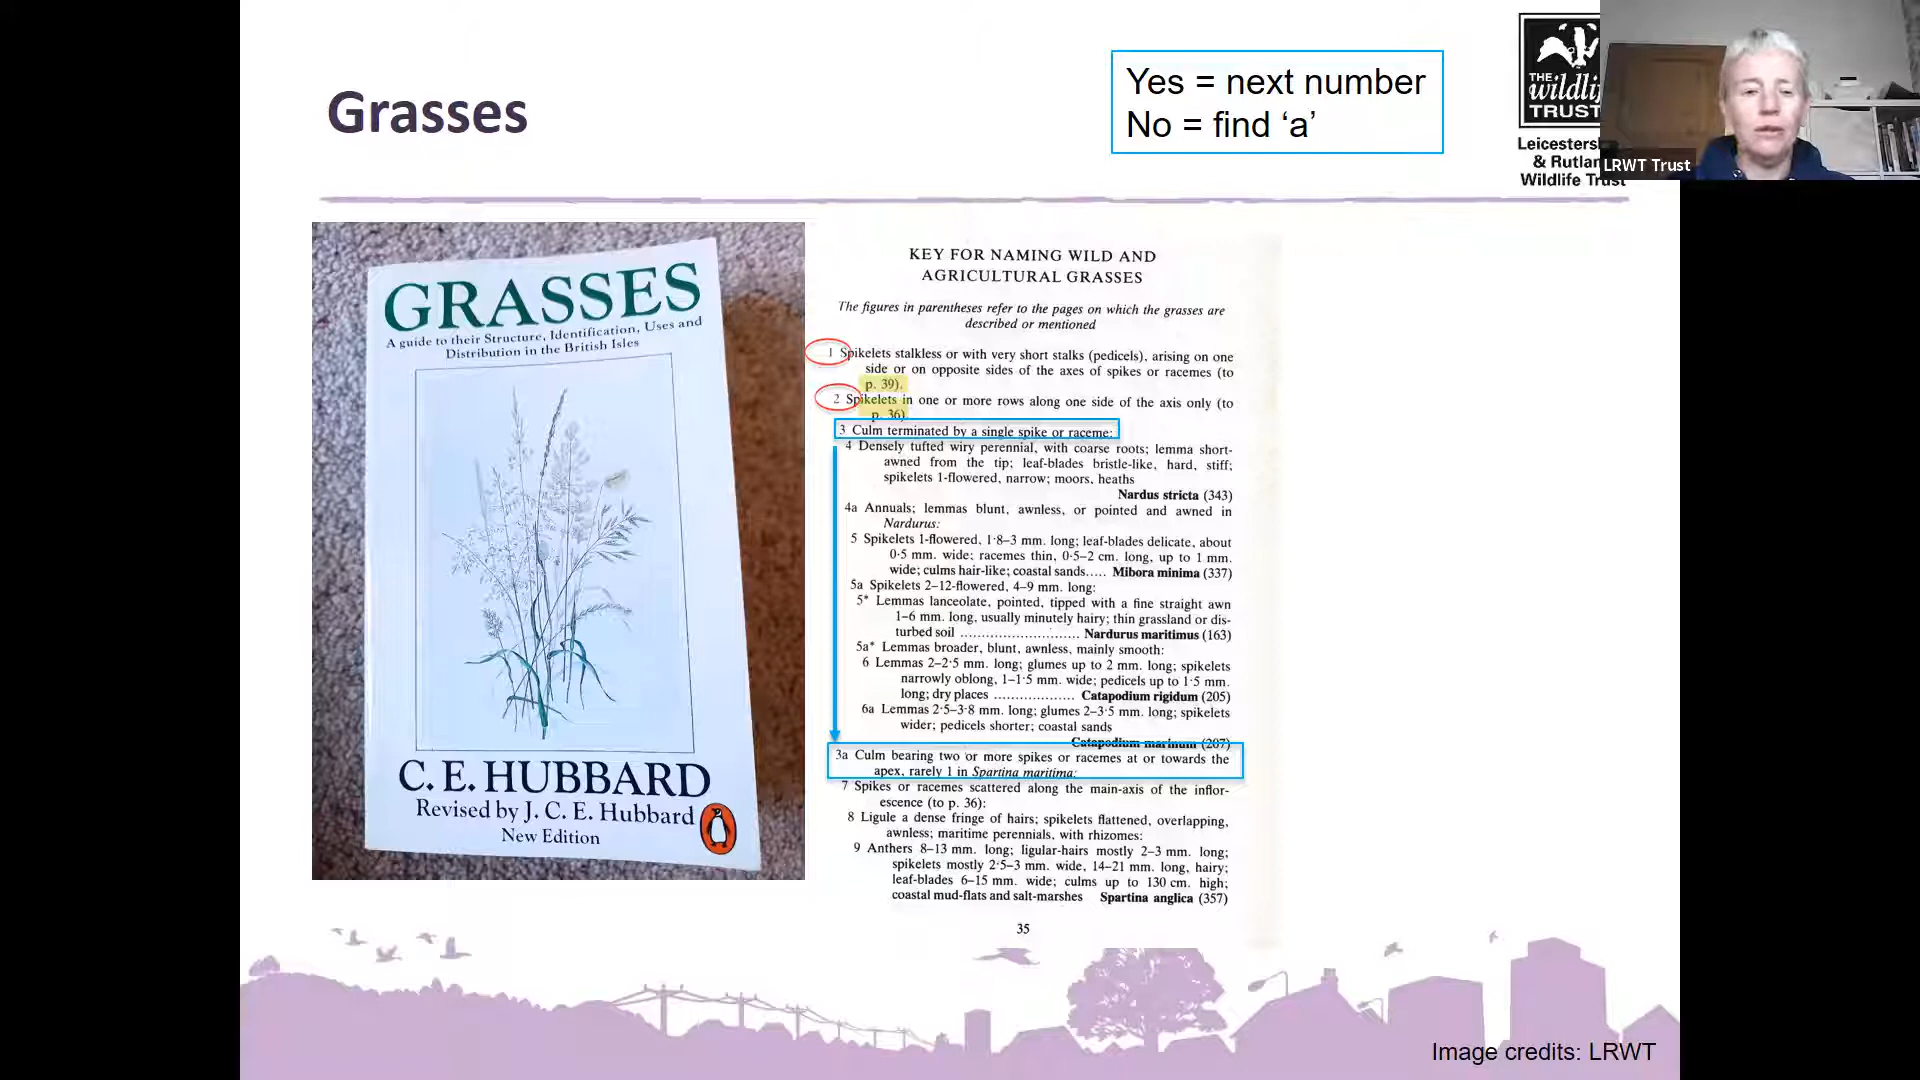 Grasses
Yes = next number
No = find ‘a’
THE
wildli
TRUST
Leicesters
& Rutlan
Wildlife Trust
LRWT Trust
GRASSES
A guide to their Structure, Identification, Uses and
Distribution in the British Isles
C. E. HUBBARD
Revised by J. C. E. Hubbard
New Edition
KEY FOR NAMING WILD AND
AGRICULTURAL GRASSES
The figures in parentheses refer to the pages on which the grasses are
described or mentioned
1 Spikelets stalkless or with very short stalks (pedicels), arising on one
side or on opposite sides of the axes of spikes or racemes (to
p. 39).
2 Spikelets in one or more rows along one side of the axis only (to
p. 36)
3 Culm terminated by a single spike or raceme:
4 Densely tufted wiry perennial, with coarse roots; lemma short-
awned from the tip; leaf-blades bristle-like, hard, stiff;
spikelets 1-flowered, narrow; moors, heaths
Nardus stricta (343)
4a Annuals; lemmas blunt, awnless, or pointed and awned in
Nardurus:
5 Spikelets 1-flowered, 1·8–3 mm. long; leaf-blades delicate, about
0·5 mm. wide; racemes thin, 0·5–2 cm. long, up to 1 mm.
wide; culms hair-like; coastal sands..... Mibora minima (337)
5a Spikelets 2–12-flowered, 4–9 mm. long:
5* Lemmas lanceolate, pointed, tipped with a fine straight awn
1–6 mm. long, usually minutely hairy; thin grassland or dis-
turbed soil ........................... Nardurus maritimus (163)
5a* Lemmas broader, blunt, awnless, mainly smooth:
6 Lemmas 2–2·5 mm. long; glumes up to 2 mm. long; spikelets
narrowly oblong, 1–1·5 mm. wide; pedicels up to 1·5 mm.
long; dry places .................. Catapodium rigidum (205)
6a Lemmas 2·5–3·8 mm. long; glumes 2–3·5 mm. long; spikelets
wider; pedicels shorter; coastal sands
Catapodium marinum (207)
3a Culm bearing two or more spikes or racemes at or towards the
apex, rarely 1 in Spartina maritima:
7 Spikes or racemes scattered along the main-axis of the inflor-
escence (to p. 36):
8 Ligule a dense fringe of hairs; spikelets flattened, overlapping,
awnless; maritime perennials, with rhizomes:
9 Anthers 8–13 mm. long; ligular-hairs mostly 2–3 mm. long;
spikelets mostly 2·5–3 mm. wide, 14–21 mm. long, hairy;
leaf-blades 6–15 mm. wide; culms up to 130 cm. high;
coastal mud-flats and salt-marshes Spartina anglica (357)
35
Image credits: LRWT